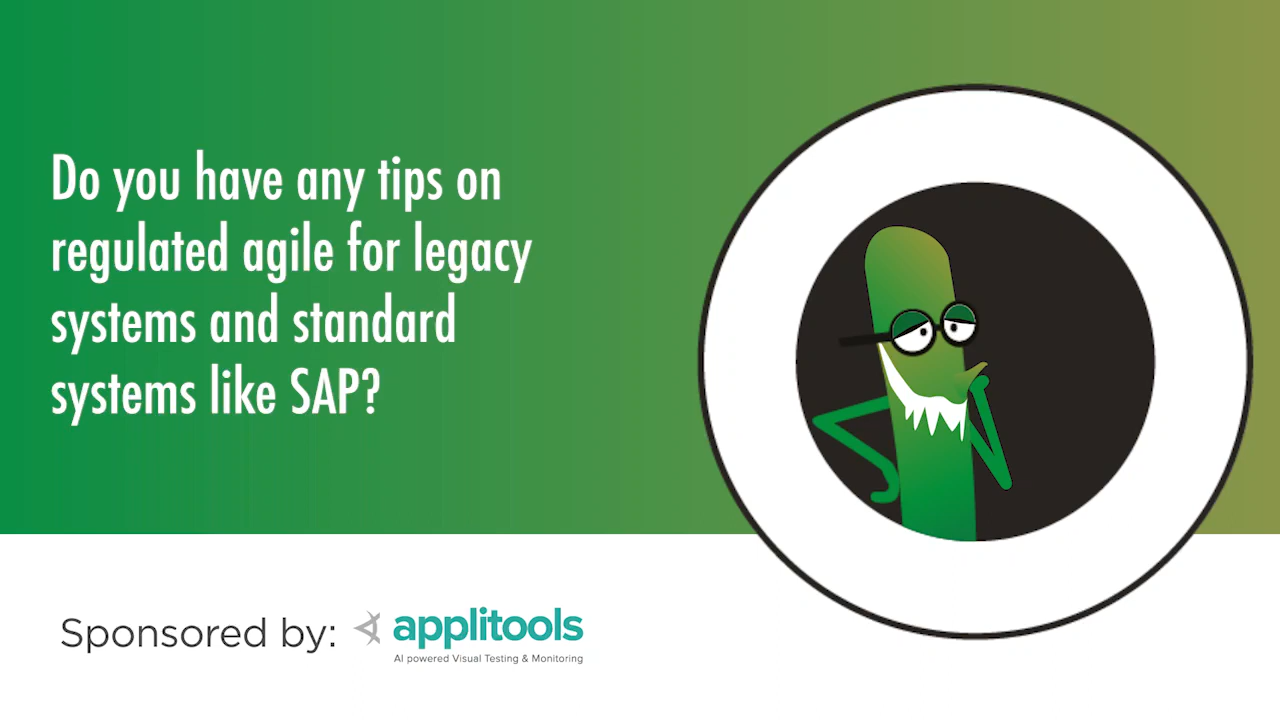 Do you have any tips on
regulated agile for legacy
systems and standard
systems like SAP?
Sponsored by: applitools
AI powered Visual Testing & Monitoring